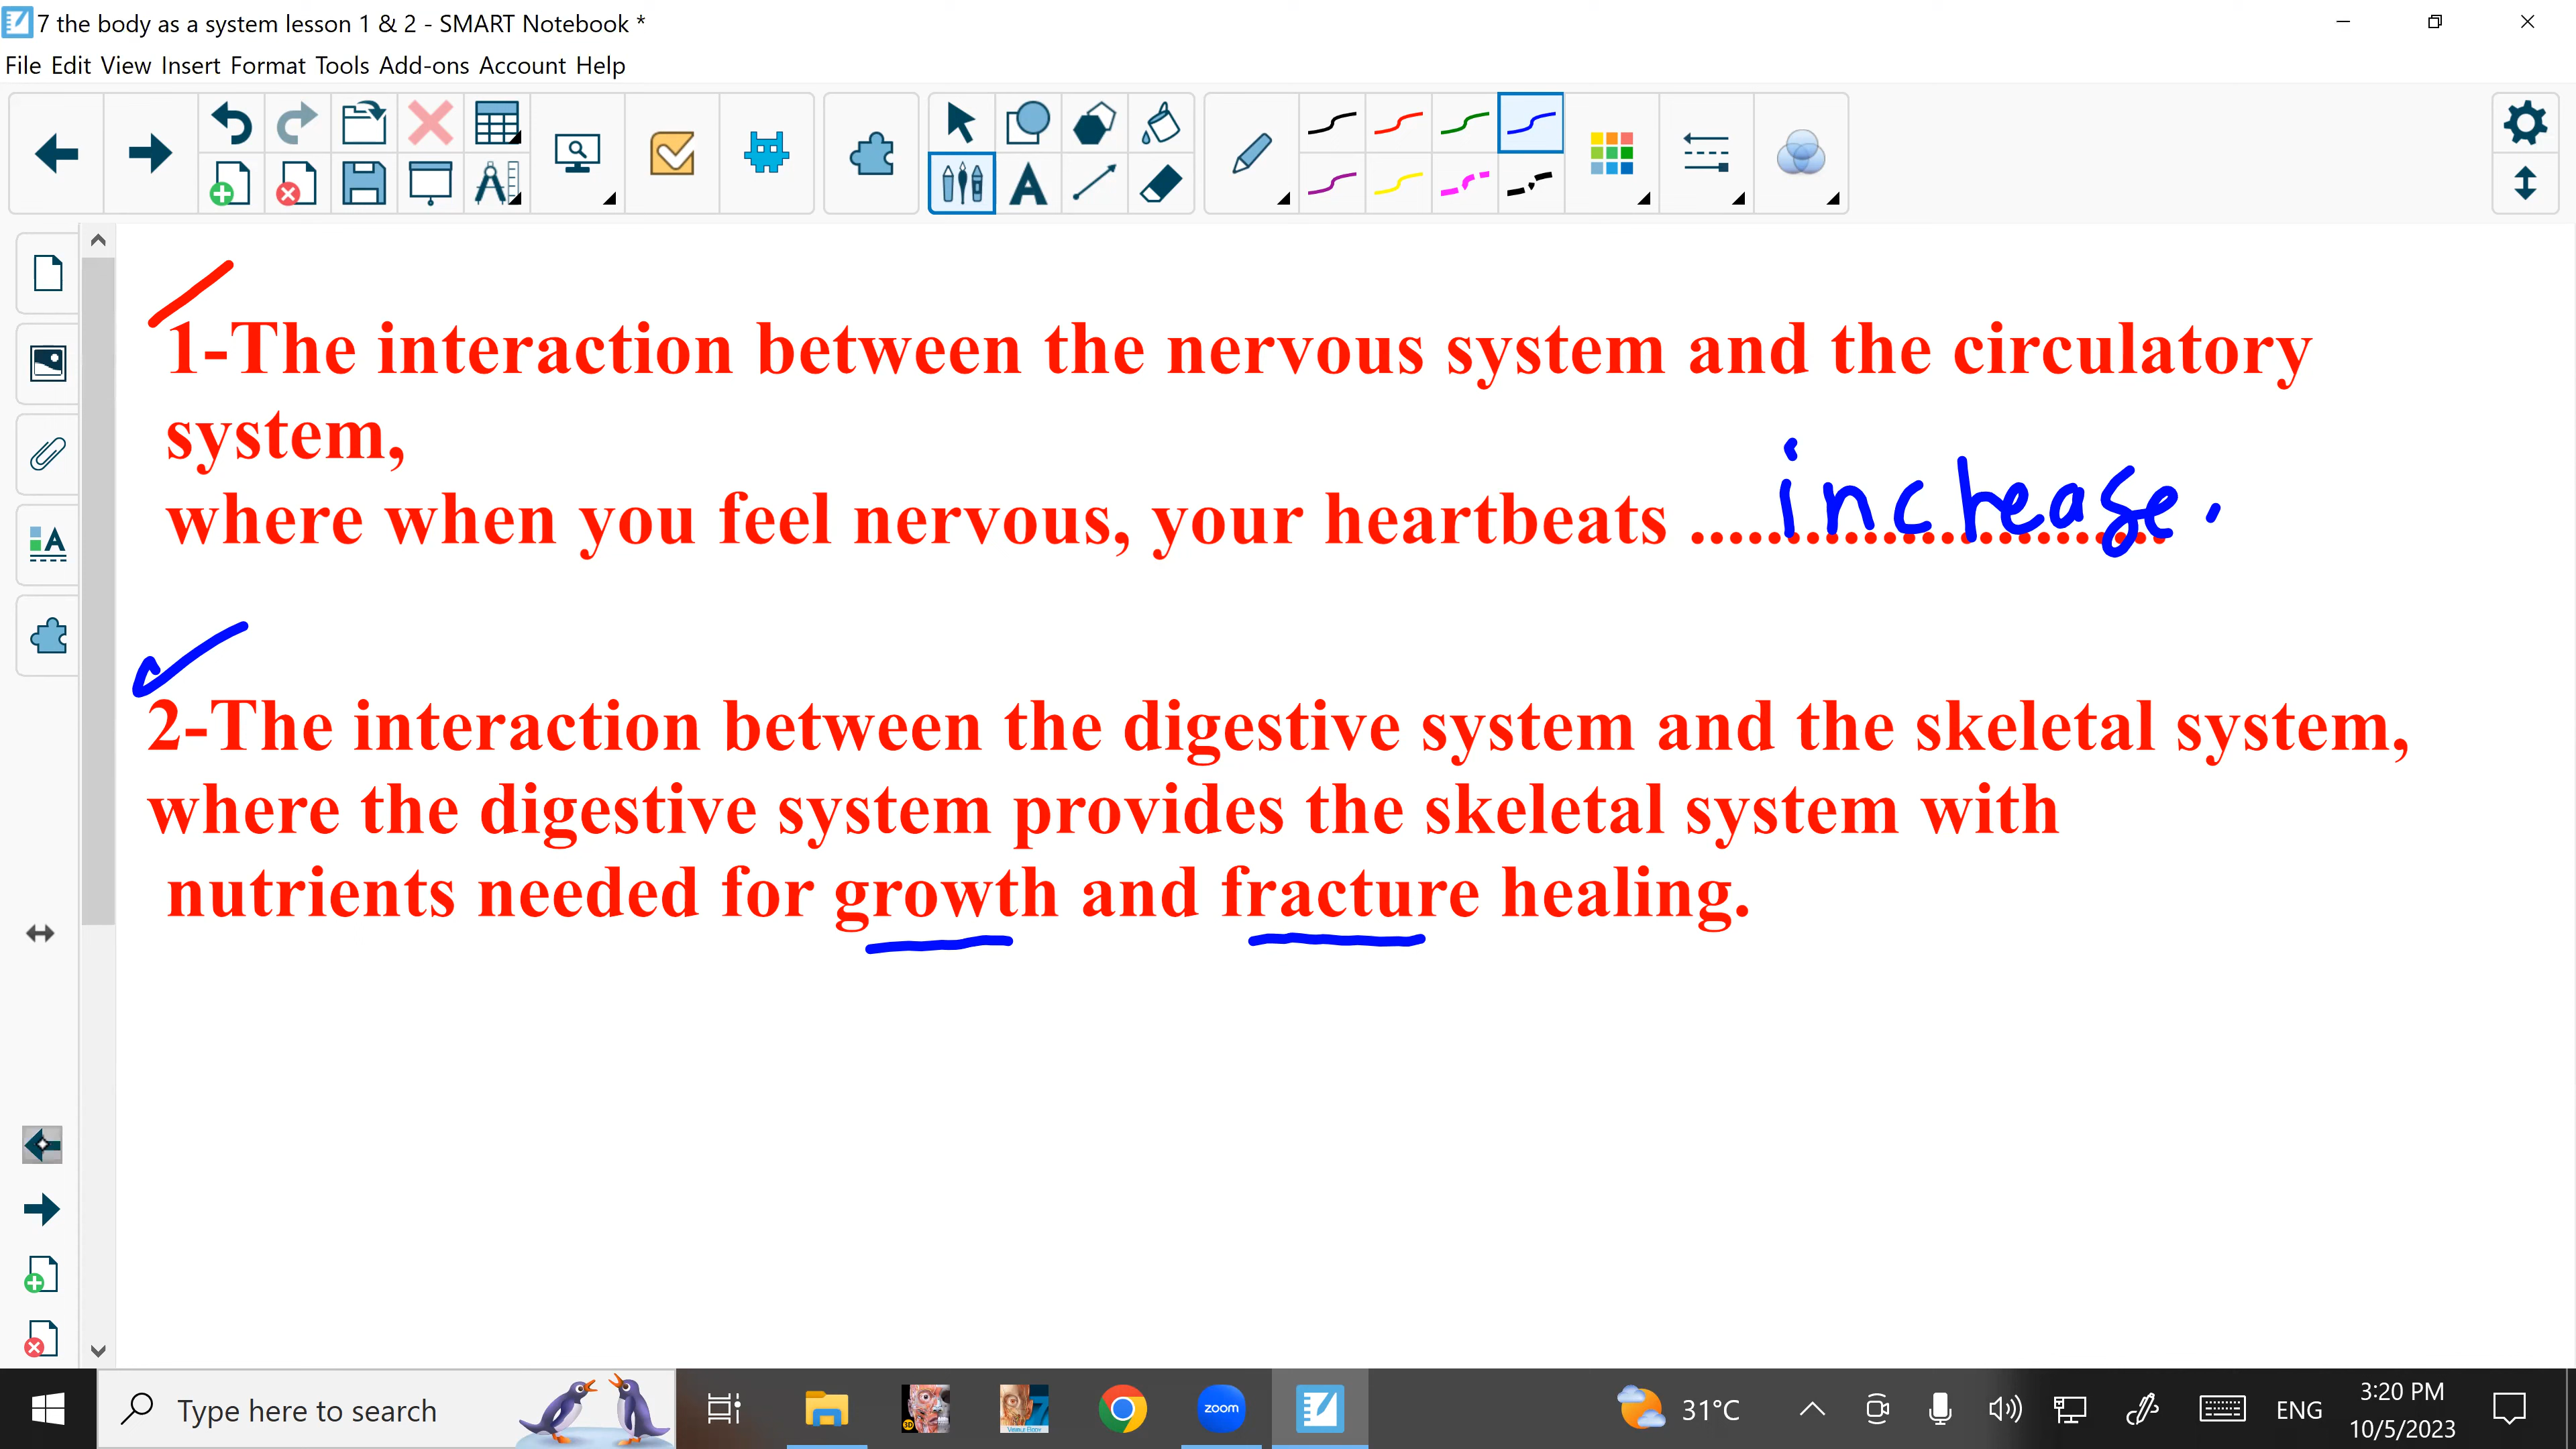 7 the body as a system lesson 1 & 2 - SMART Notebook *
File Edit View Insert Format Tools Add-ons Account Help
1-The interaction between the nervous system and the circulatory
system,
where when you feel nervous, your heartbeats ......................... increase.
2-The interaction between the digestive system and the skeletal system,
where the digestive system provides the skeletal system with
nutrients needed for growth and fracture healing.
Type here to search
zoom
31°C
ENG
3:20 PM
10/5/2023